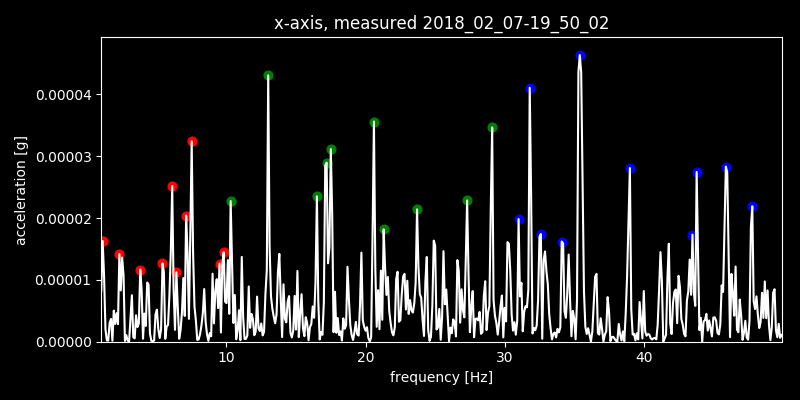 x-axis, measured 2018_02_07-19_50_02
acceleration [g]
0.00004
0.00003
0.00002
0.00001
0.00000
10 20 30 40
frequency [Hz]